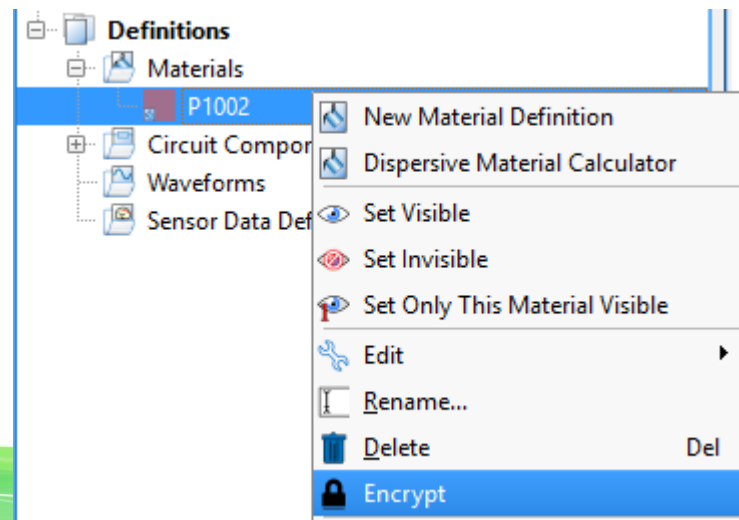 Definitions
Materials
P1002
New Material Definition
Circuit Compor
Dispersive Material Calculator
Waveforms
Sensor Data Def
Set Visible
Set Invisible
Set Only This Material Visible
Edit
Rename...
Delete Del
Encrypt